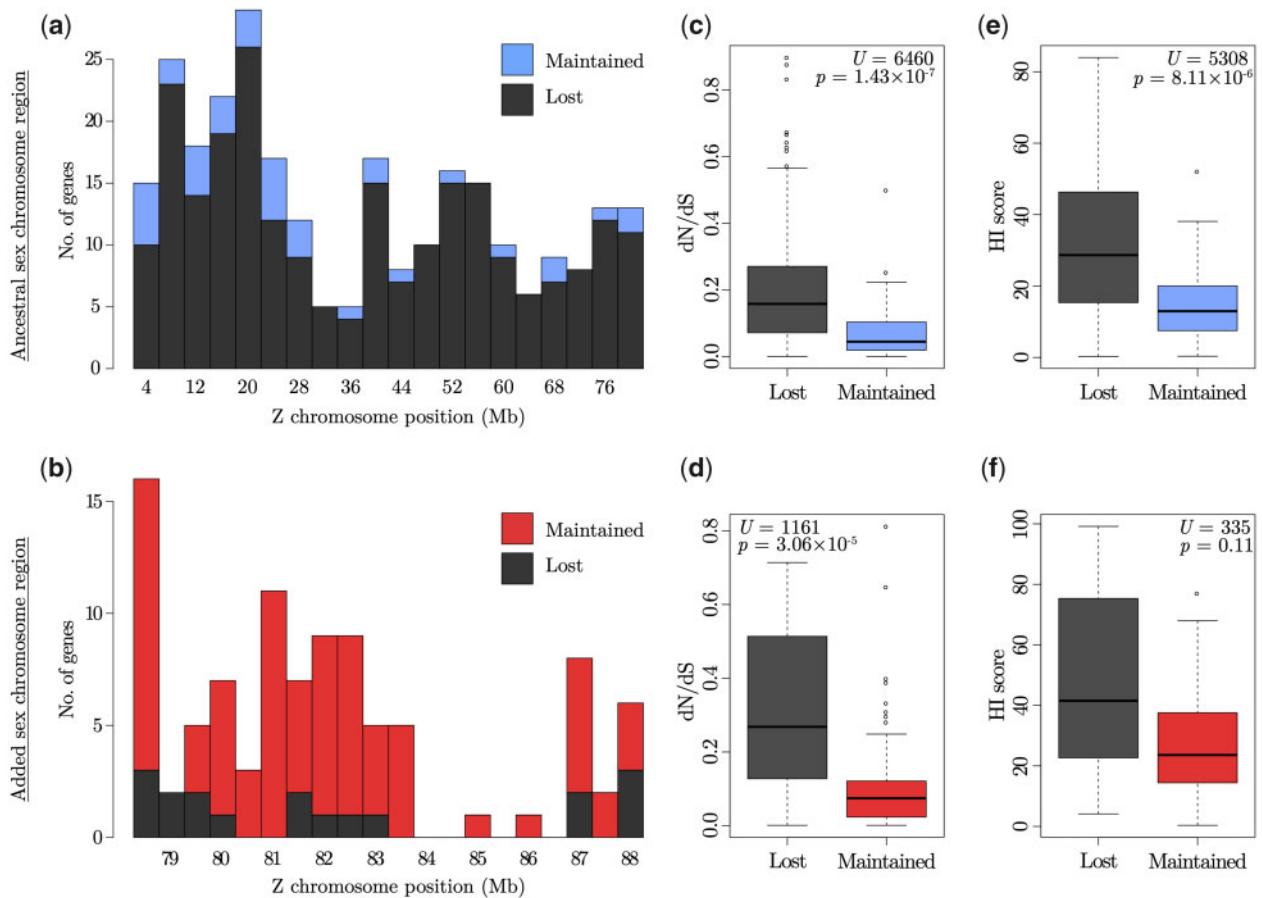 Ancestral sex chromosome region
(a)
No. of genes
25
20
15
10
5
0
Maintained
Lost
4 12 20 28 36 44 52 60 68 76
Z chromosome position (Mb)
(c)
dN/dS
0.8
0.6
0.4
0.2
0.0
U = 6460
p = 1.43×10⁻⁷
Lost Maintained
(e)
HI score
80
60
40
20
0
U = 5308
p = 8.11×10⁻⁶
Lost Maintained
Added sex chromosome region
(b)
No. of genes
15
10
5
0
Maintained
Lost
79 80 81 82 83 84 85 86 87 88
Z chromosome position (Mb)
(d)
dN/dS
0.8
0.6
0.4
0.2
0.0
U = 1161
p = 3.06×10⁻⁵
Lost Maintained
(f)
HI score
100
80
60
40
20
0
U = 335
p = 0.11
Lost Maintained